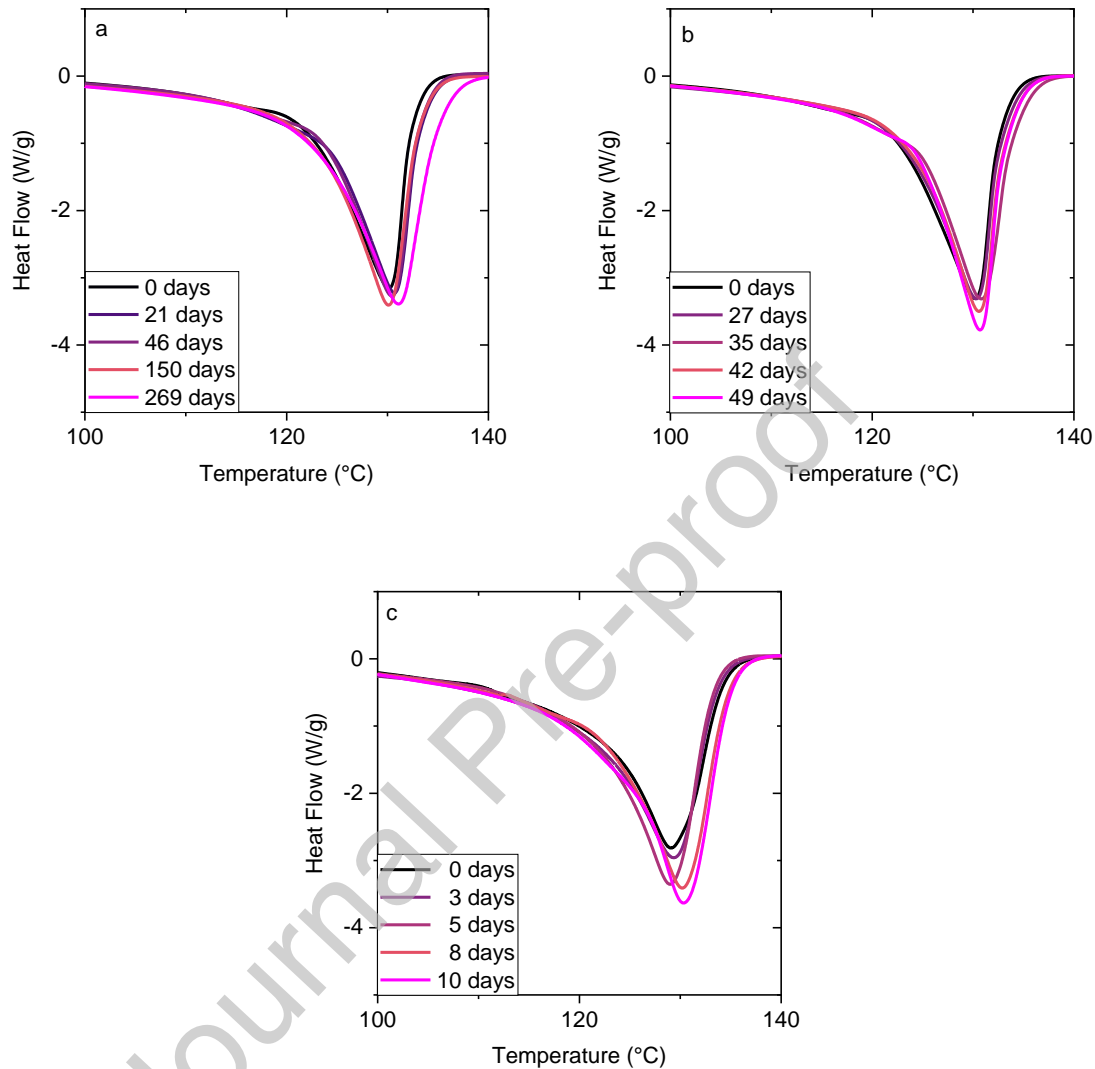 a
0
-2
-4
Heat Flow (W/g)
0 days
21 days
46 days
150 days
269 days
100
120
140
Temperature (°C)
b
0
-2
-4
Heat Flow (W/g)
0 days
27 days
35 days
42 days
49 days
100
120
140
Temperature (°C)
c
0
-2
-4
Heat Flow (W/g)
0 days
3 days
5 days
8 days
10 days
100
120
140
Temperature (°C)
Journal Pre-proof